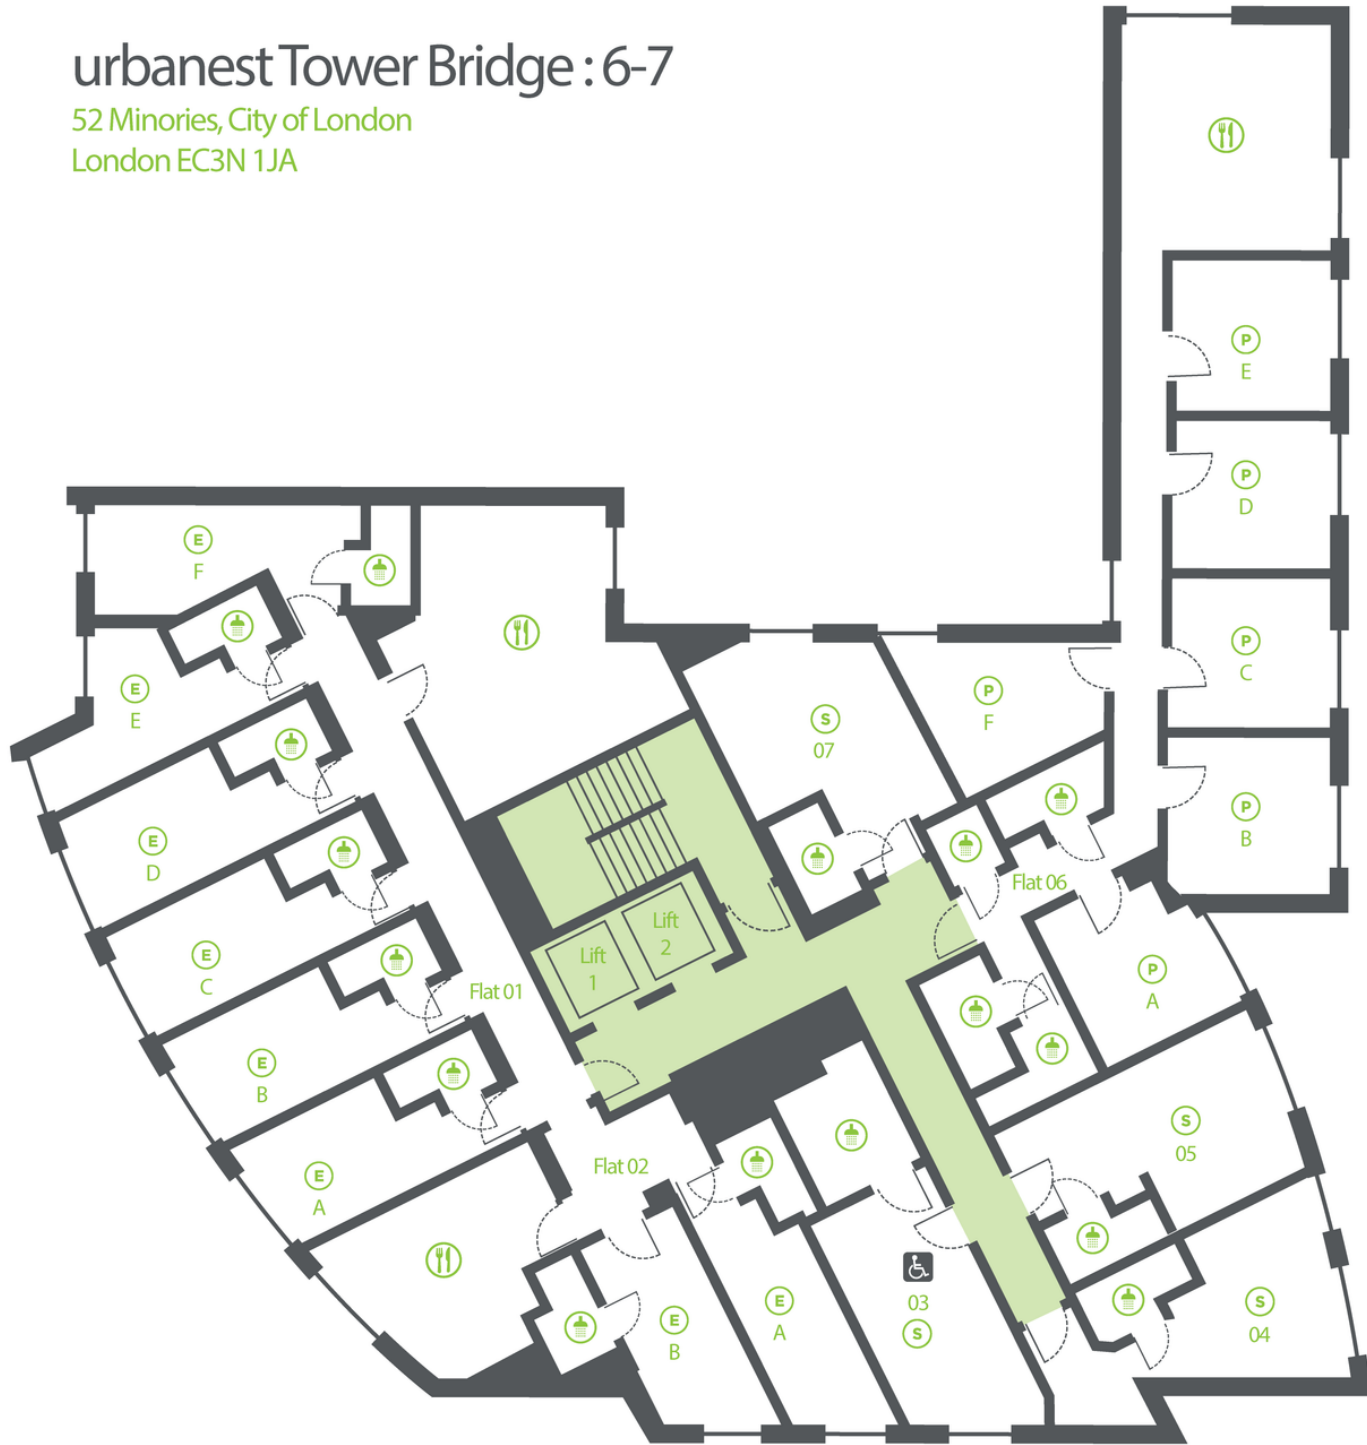 urbanest Tower Bridge : 6-7
52 Minories, City of London
London EC3N 1JA
P
E
P
D
E
F
P
C
E
E
P
F
S
07
P
B
E
D
Flat 06
Lift
2
Lift
1
E
C
P
A
Flat 01
E
B
S
05
Flat 02
E
A
E
A
03
S
S
04
E
B